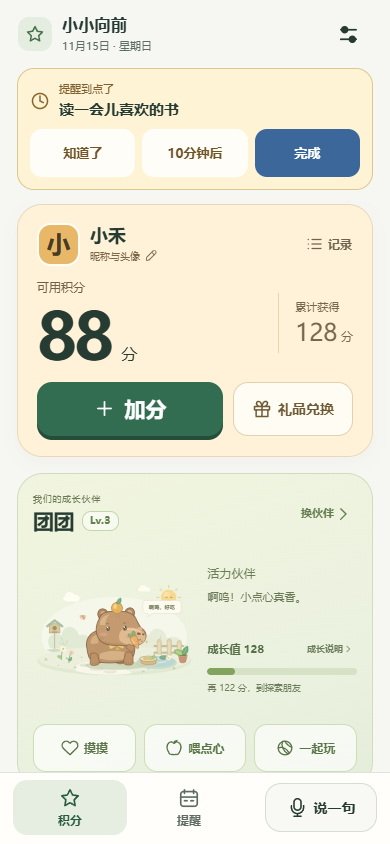 小小向前
11月15日 · 星期日
提醒到点了
读一会儿喜欢的书
知道了
10分钟后
完成
小
小禾
昵称与头像
记录
可用积分
88 分
累计获得
128 分
加分
礼品兑换
我们的成长伙伴
团团
Lv.3
换伙伴
啊呜，好吃
活力伙伴
啊呜！小点心真香。
成长值 128
成长说明
再 122 分，到探索朋友
摸摸
喂点心
一起玩
积分
提醒
说一句